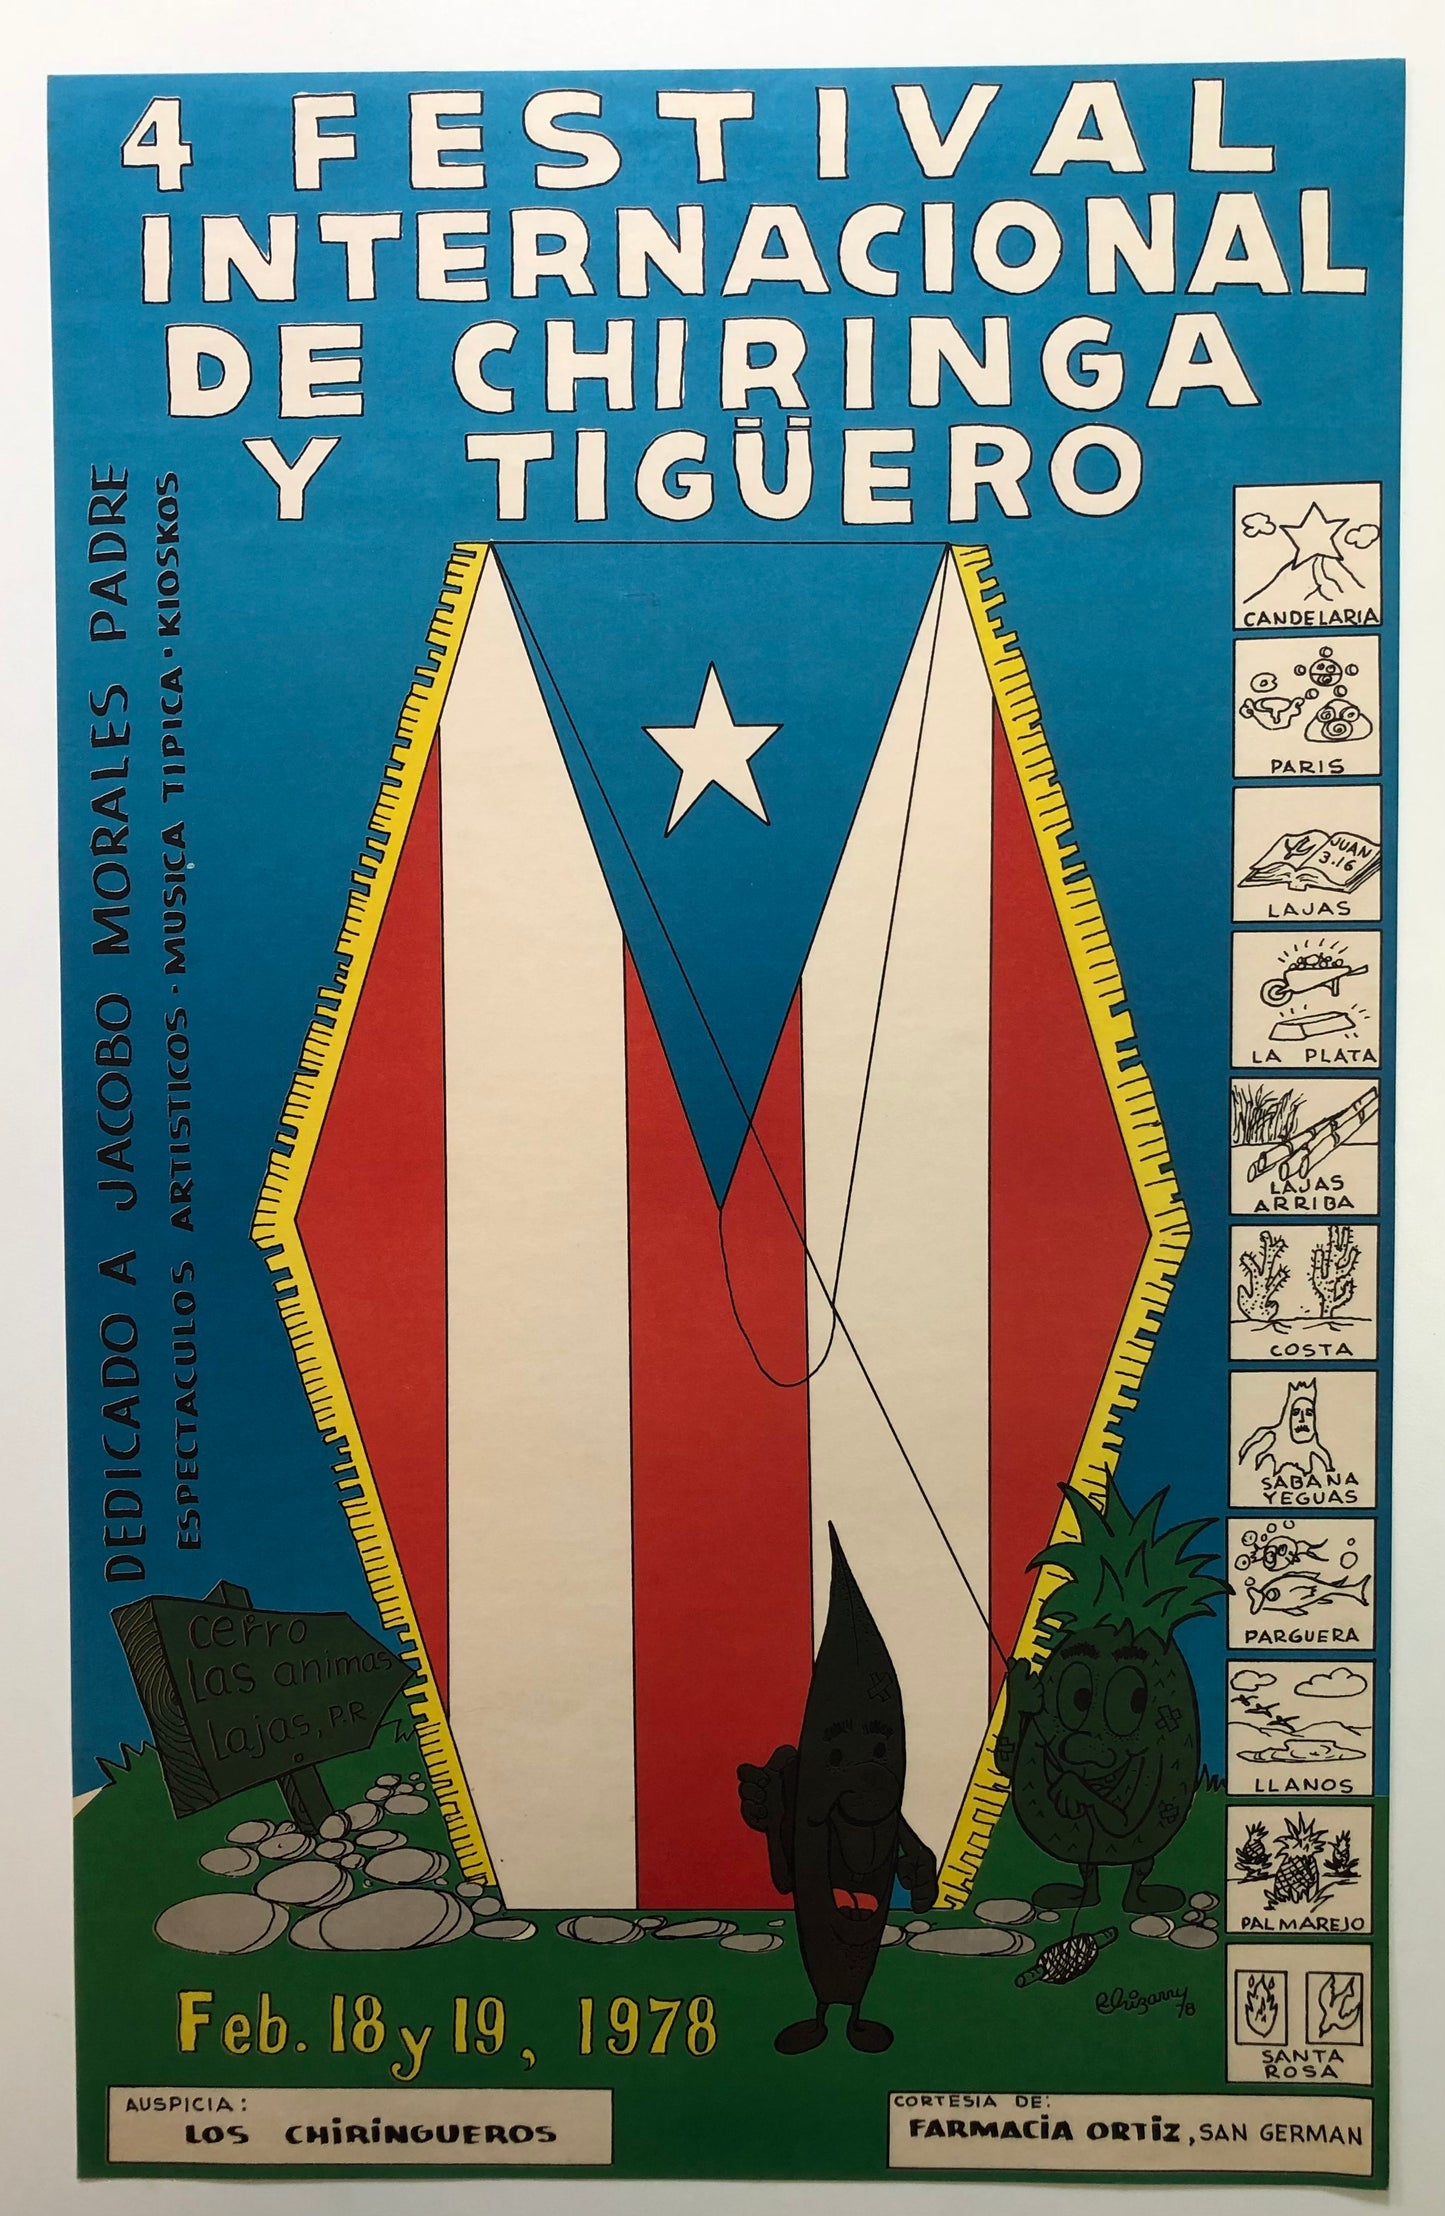 4 FESTIVAL
INTERNACIONAL
DE CHIRINGA
Y TIGÜERO
DEDICADO A JACOBO MORALES PADRE
ESPECTACULOS ARTISTICOS · MUSICA TIPICA · KIOSKOS
CANDELARIA
PARIS
JUAN
3.16
LAJAS
LA PLATA
LAJAS
ARRIBA
COSTA
SABANA
YEGUAS
PARGUERA
LLANOS
PALMAREJO
SANTA
ROSA
cerro
las animas
lajas, P.R.
78
Feb. 18 y 19, 1978
AUSPICIA:
LOS CHIRINGUEROS
CORTESIA DE:
FARMACIA ORTIZ, SAN GERMAN